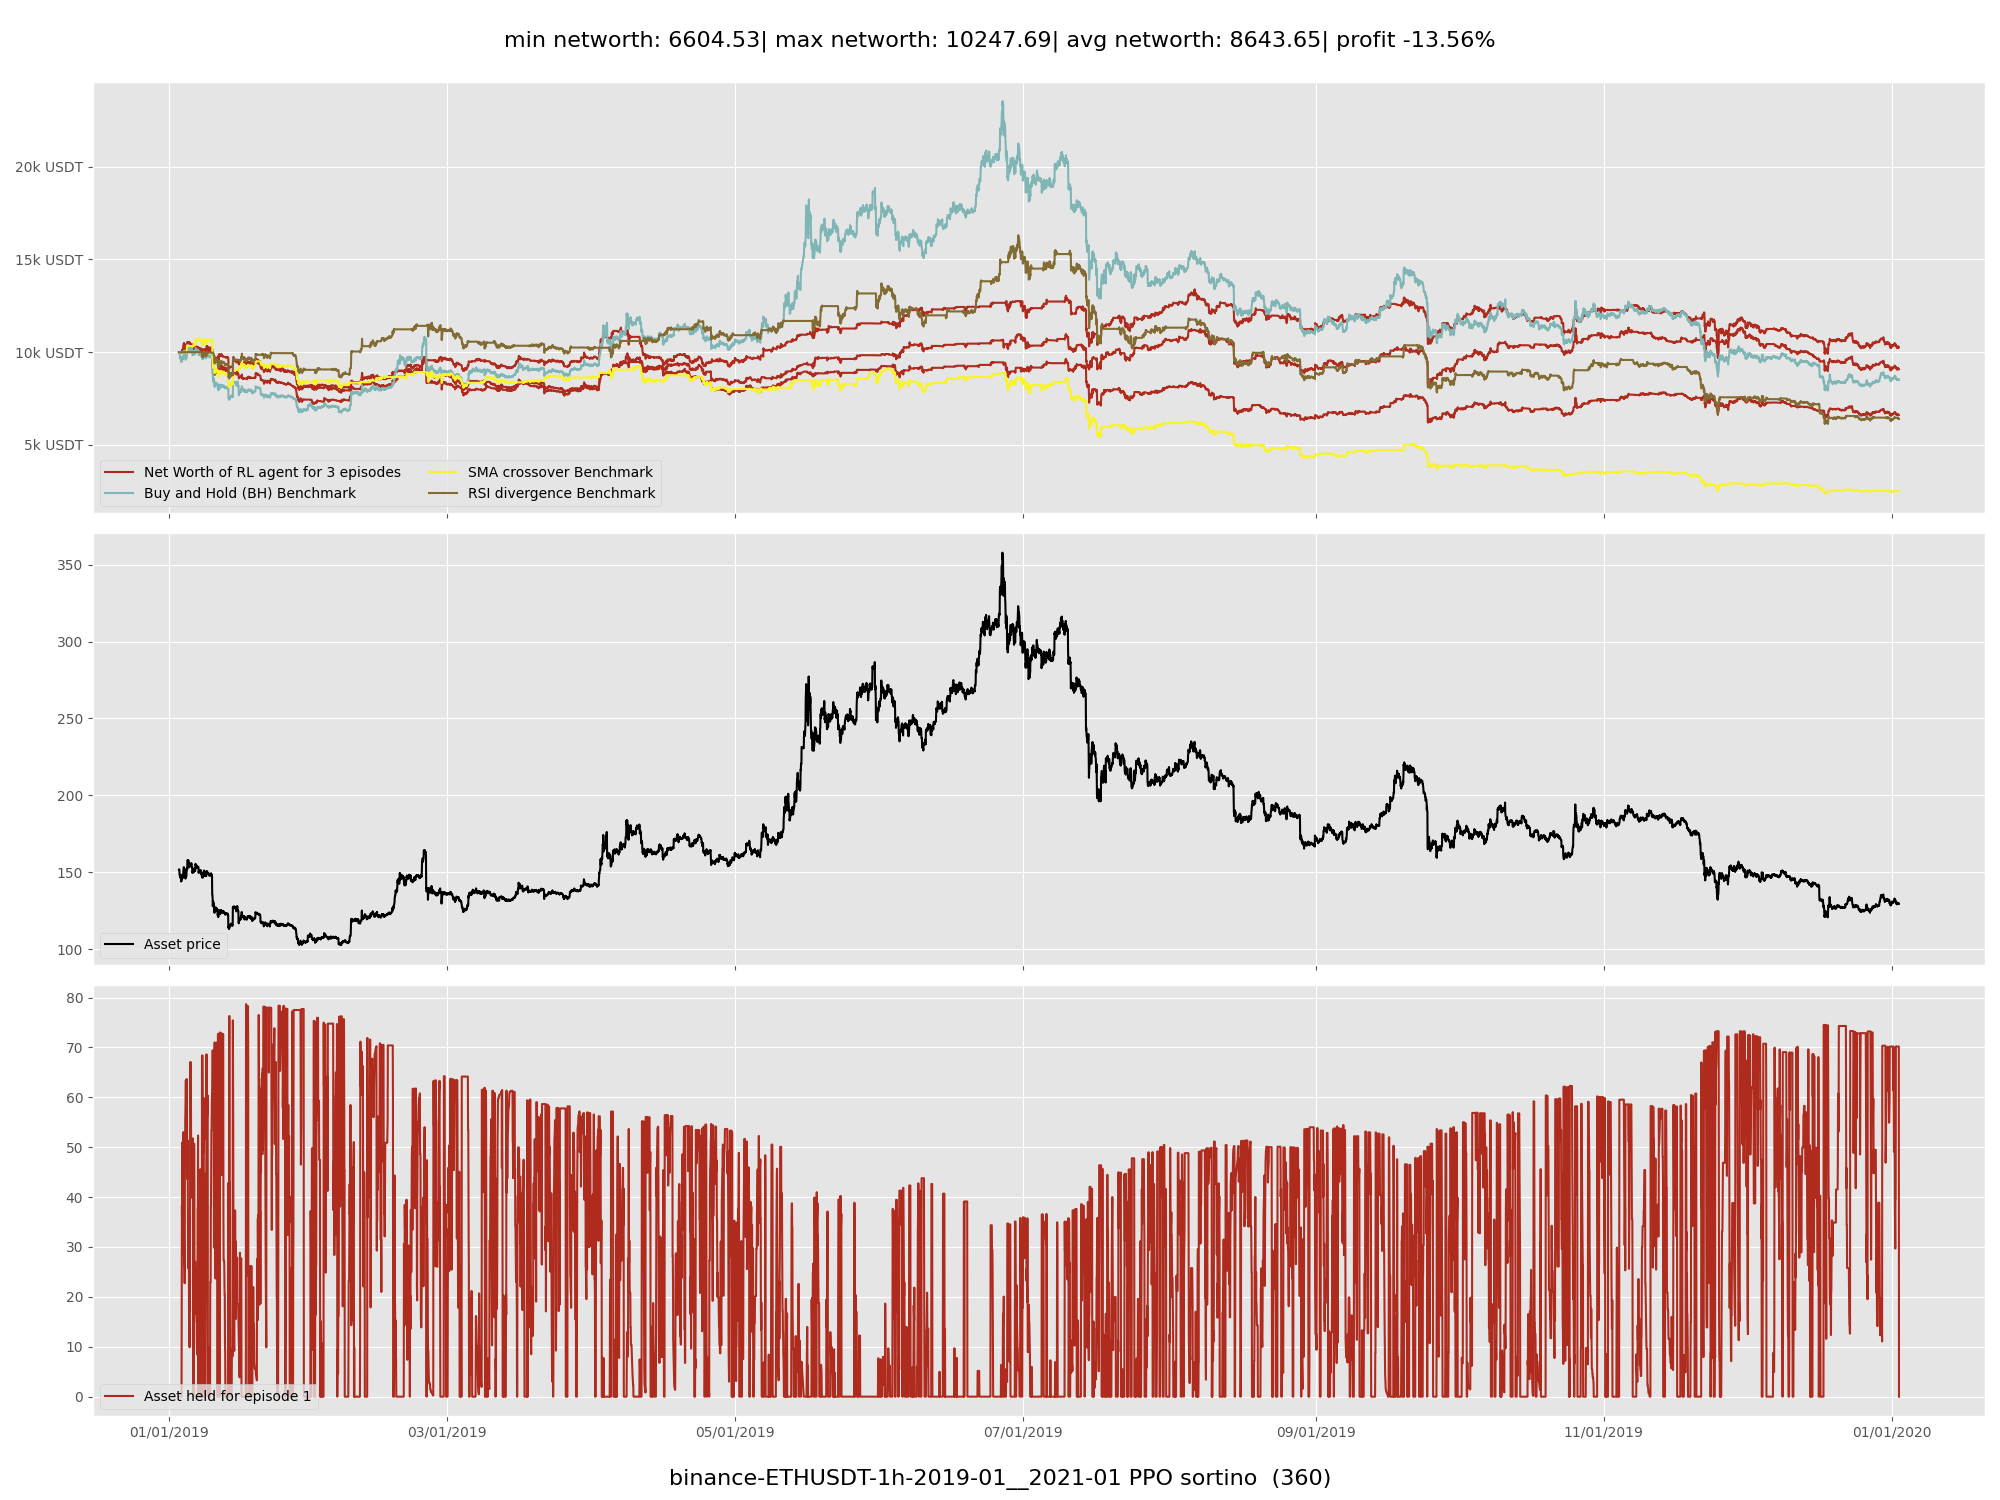 min networth: 6604.53| max networth: 10247.69| avg networth: 8643.65| profit -13.56%
20k USDT
15k USDT
10k USDT
5k USDT
Net Worth of RL agent for 3 episodes
Buy and Hold (BH) Benchmark
SMA crossover Benchmark
RSI divergence Benchmark
350
300
250
200
150
100
Asset price
80
70
60
50
40
30
20
10
0
Asset held for episode 1
01/01/2019 03/01/2019 05/01/2019 07/01/2019 09/01/2019 11/01/2019 01/01/2020
binance-ETHUSDT-1h-2019-01__2021-01 PPO sortino  (360)